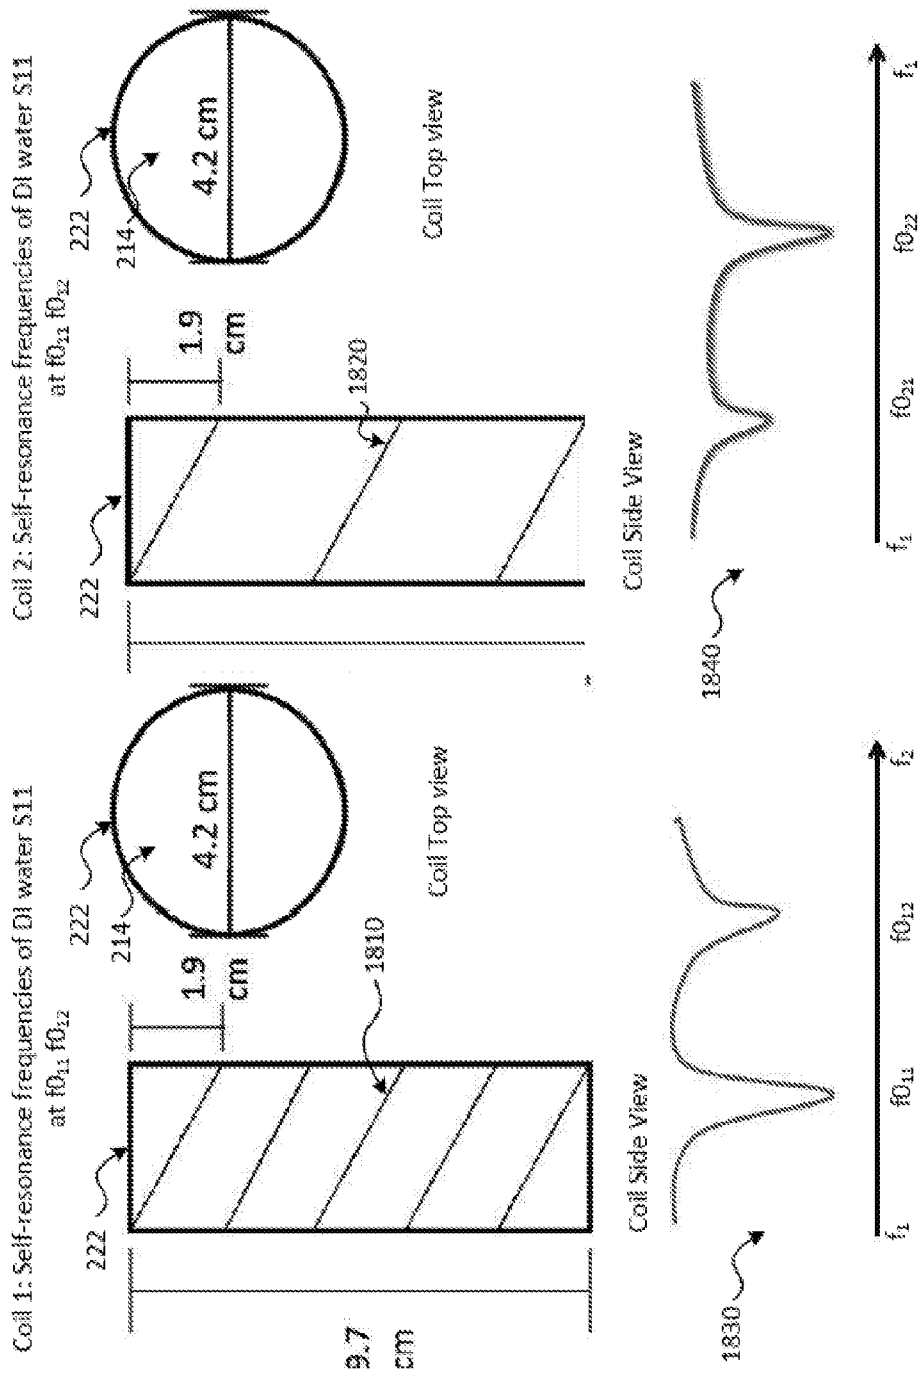 Coil 1: Self-resonance frequencies of DI water S11
at f0₁₁ f0₁₂
222
222
214
1.9
cm
4.2 cm
9.7
cm
1810
Coil Side View
Coil Top view
1830
f₁
f0₁₁
f0₁₂
f₂
Coil 2: Self-resonance frequencies of DI water S11
at f0₁₁ f0₁₂
222
222
214
1.9
cm
4.2 cm
1820
Coil Side View
Coil Top view
1840
f₁
f0₂₁
f0₂₂
f₁